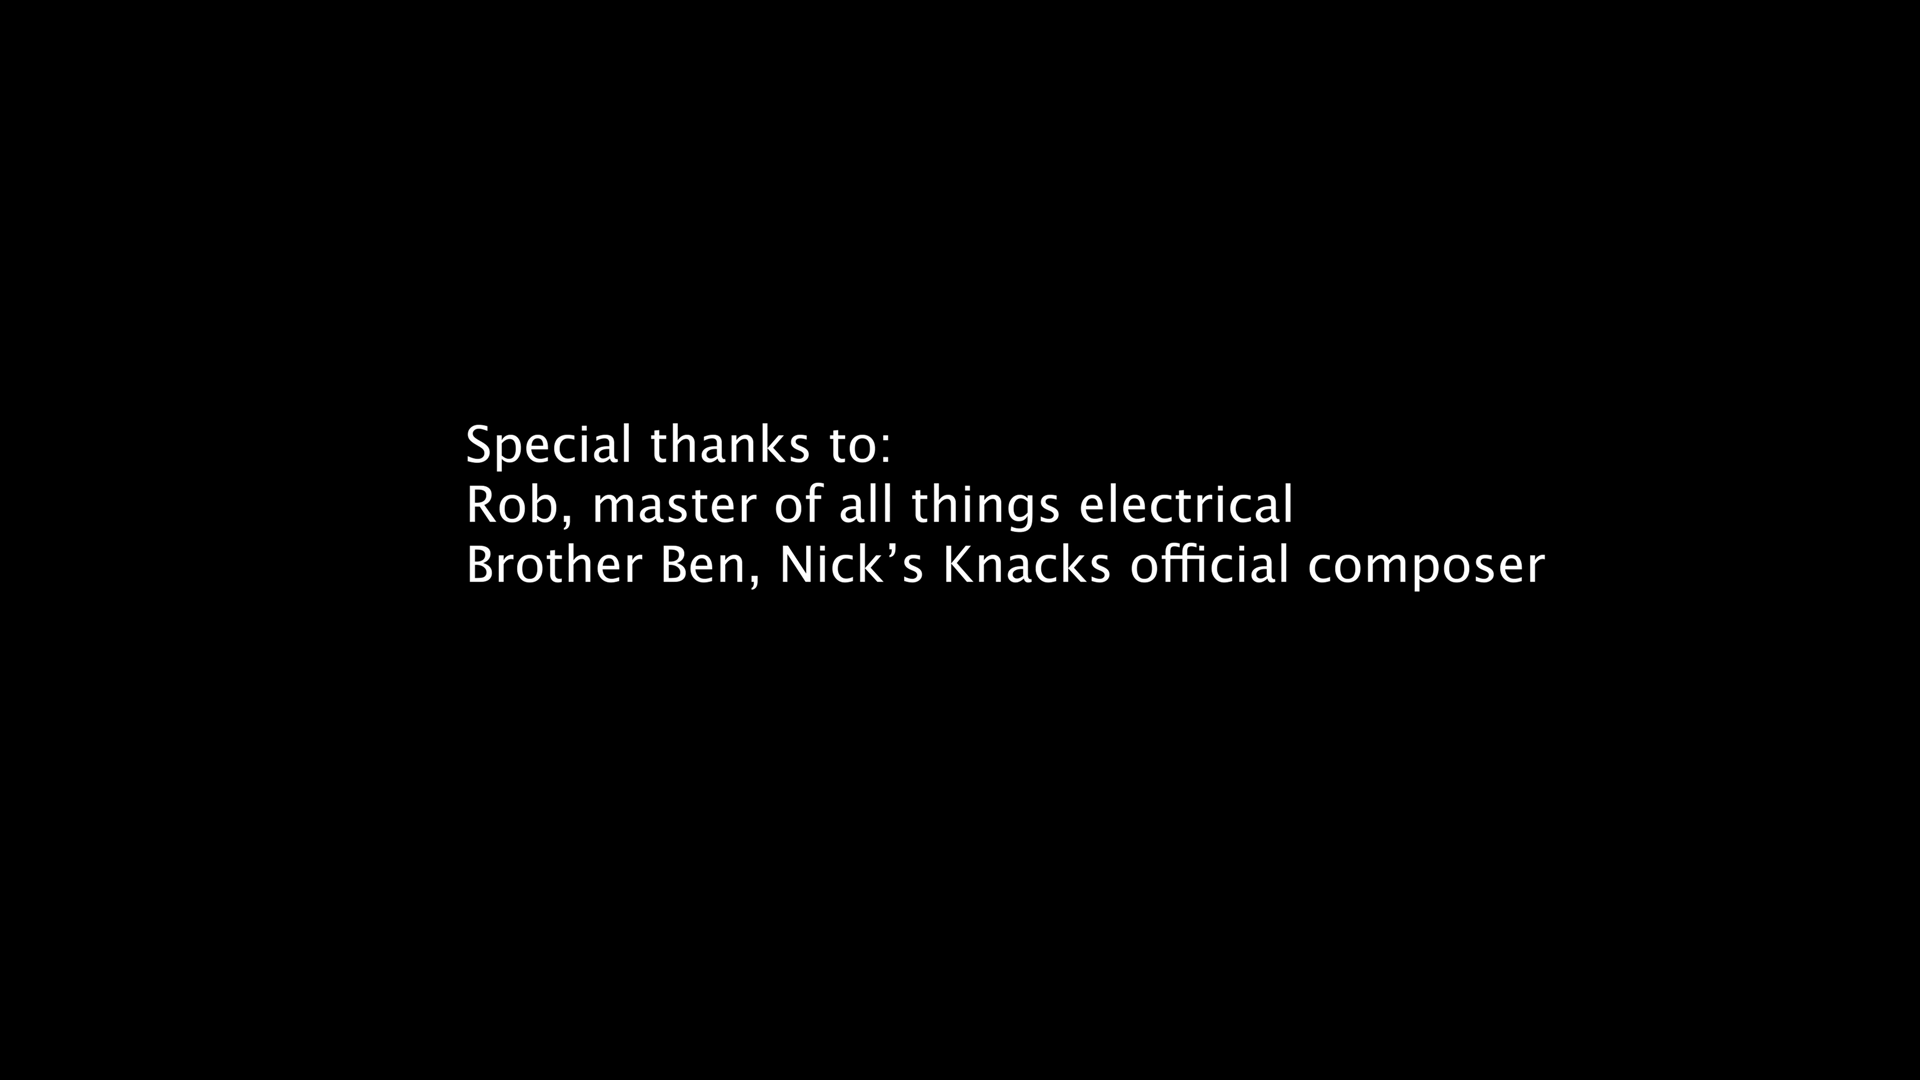 Special thanks to:
Rob, master of all things electrical
Brother Ben, Nick’s Knacks official composer